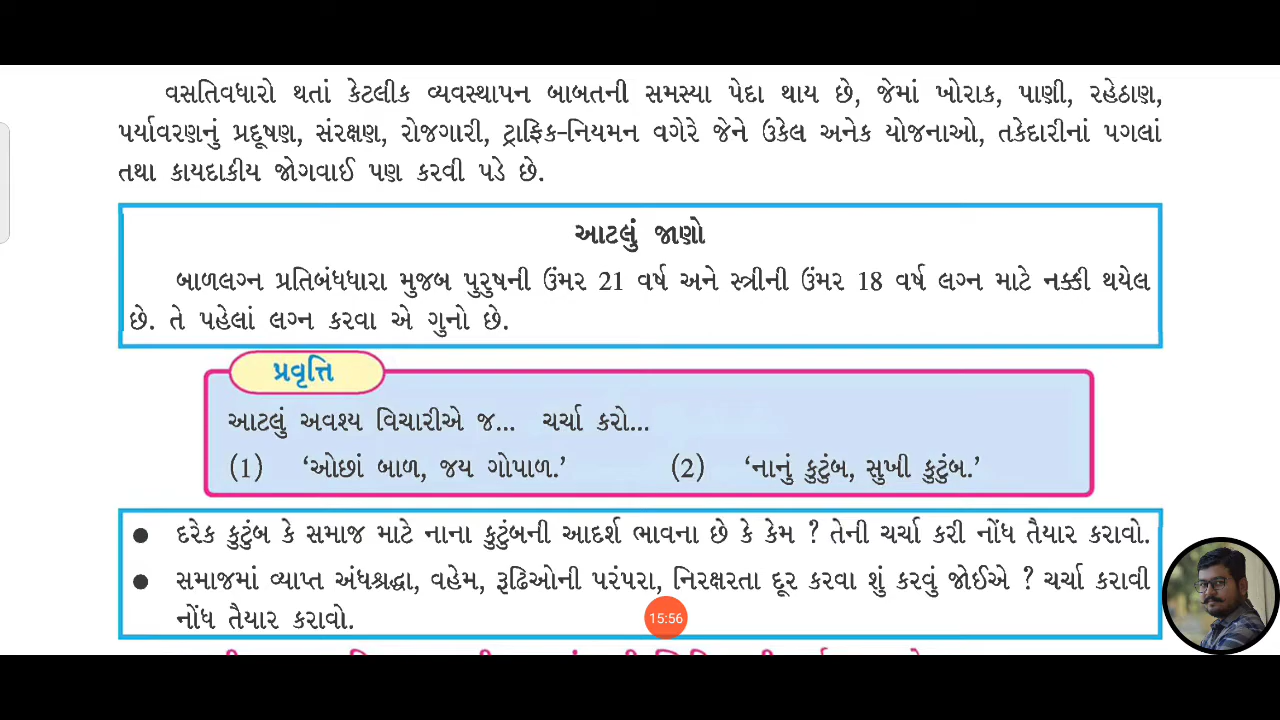 વસતિવધારો થતાં કેટલીક વ્યવસ્થાપન બાબતની સમસ્યા પેદા થાય છે, જેમાં ખોરાક, પાણી, રહેઠાણ,
પર્યાવરણનું પ્રદૂષણ, સંરક્ષણ, રોજગારી, ટ્રાફિક-નિયમન વગેરે જેને ઉકેલ અનેક યોજનાઓ, તકેદારીનાં પગલાં
તથા કાયદાકીય જોગવાઈ પણ કરવી પડે છે.
આટલું જાણો
બાળલગ્ન પ્રતિબંધધારા મુજબ પુરુષની ઉંમર 21 વર્ષ અને સ્ત્રીની ઉંમર 18 વર્ષ લગ્ન માટે નક્કી થયેલ
છે. તે પહેલાં લગ્ન કરવા એ ગુનો છે.
પ્રવૃત્તિ
આટલું અવશ્ય વિચારીએ જ... ચર્ચા કરો...
(1) ‘ઓછાં બાળ, જય ગોપાળ.’ (2) ‘નાનું કુટુંબ, સુખી કુટુંબ.’
● દરેક કુટુંબ કે સમાજ માટે નાના કુટુંબની આદર્શ ભાવના છે કે કેમ ? તેની ચર્ચા કરી નોંધ તૈયાર કરાવો.
● સમાજમાં વ્યાપ્ત અંધશ્રદ્ધા, વહેમ, રૂઢિઓની પરંપરા, નિરક્ષરતા દૂર કરવા શું કરવું જોઈએ ? ચર્ચા કરાવી
નોંધ તૈયાર કરાવો.
15:56